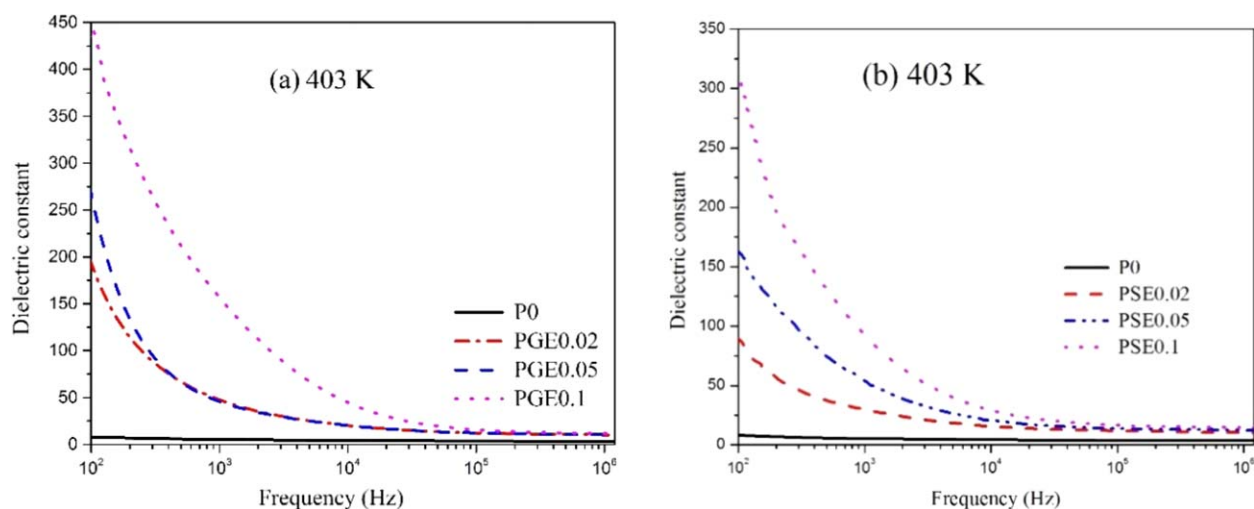 450
400
350
300
250
200
150
100
50
0
Dielectric constant
(a) 403 K
P0
PGE0.02
PGE0.05
PGE0.1
10² 10³ 10⁴ 10⁵ 10⁶
Frequency (Hz)
350
300
250
200
150
100
50
0
Dielectric constant
(b) 403 K
P0
PSE0.02
PSE0.05
PSE0.1
10² 10³ 10⁴ 10⁵ 10⁶
Frequency (Hz)